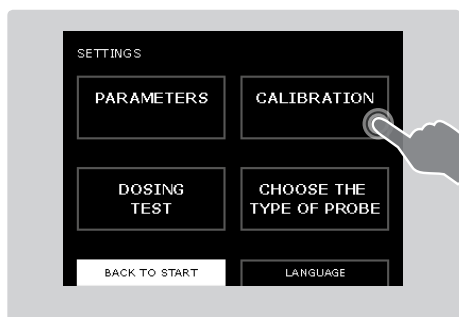 SETTINGS
PARAMETERS
CALIBRATION
DOSING
TEST
CHOOSE THE
TYPE OF PROBE
BACK TO START
LANGUAGE